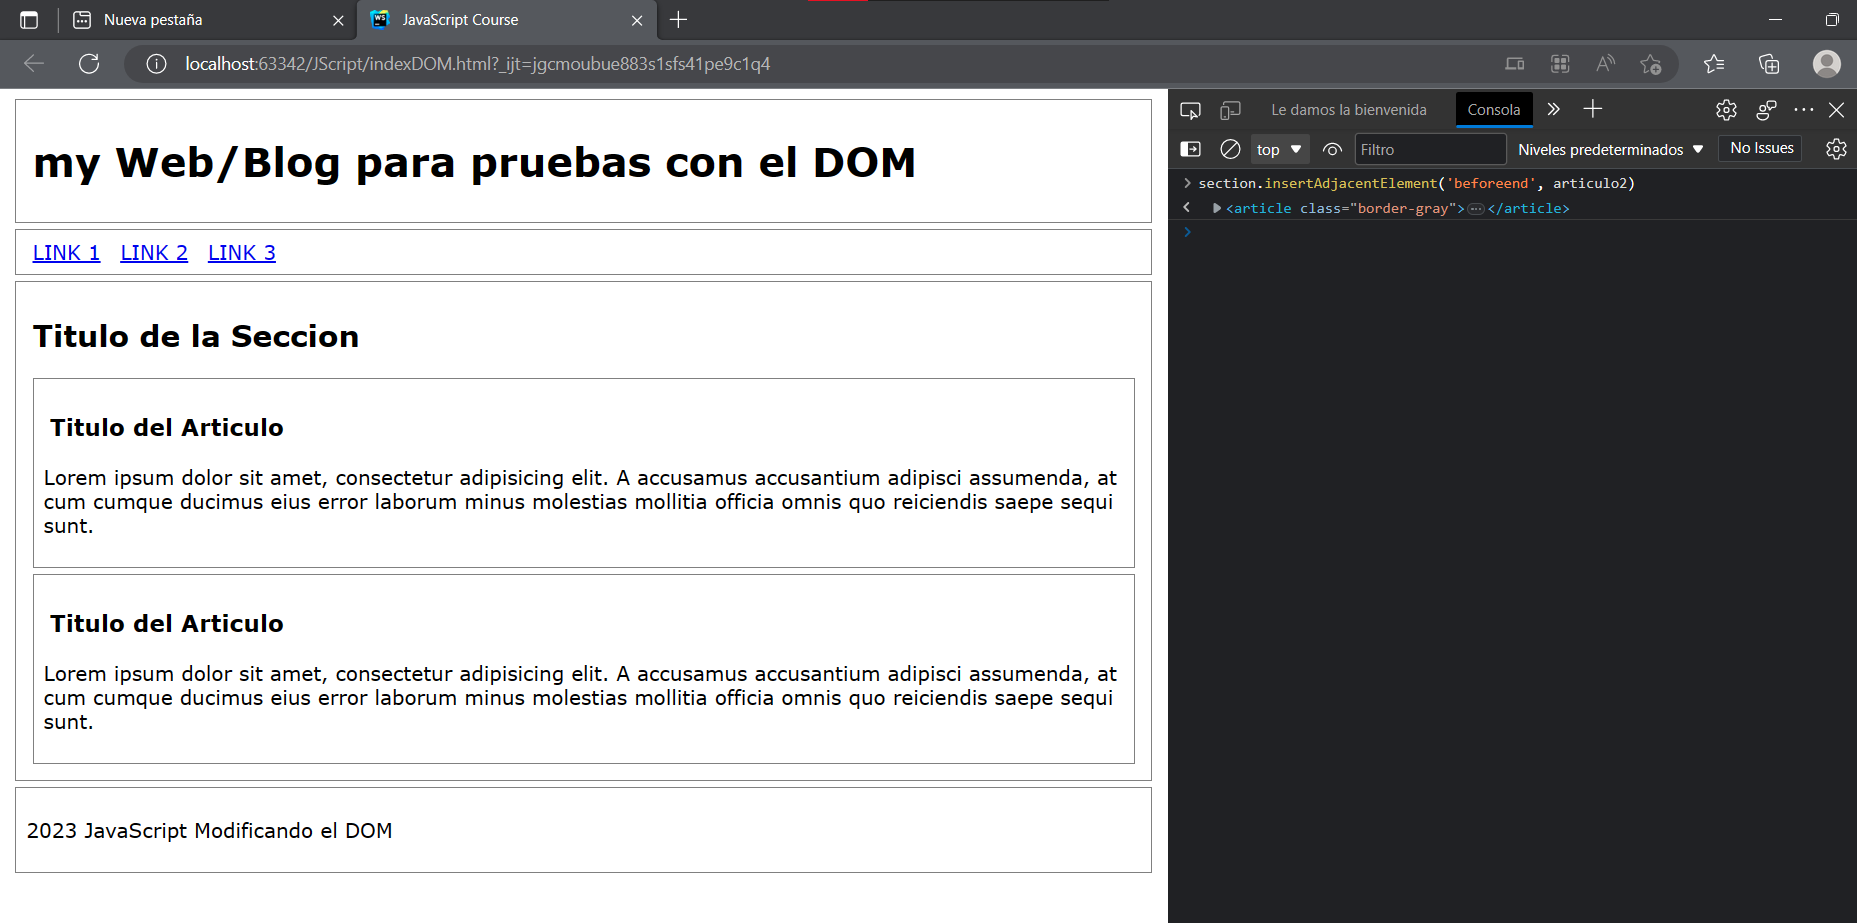 Nueva pestaña
JavaScript Course
localhost:63342/JScript/indexDOM.html?_ijt=jgcmoubue883s1sfs41pe9c1q4
my Web/Blog para pruebas con el DOM
LINK 1 LINK 2 LINK 3
Titulo de la Seccion
Titulo del Articulo
Lorem ipsum dolor sit amet, consectetur adipisicing elit. A accusamus accusantium adipisci assumenda, at
cum cumque ducimus eius error laborum minus molestias mollitia officia omnis quo reiciendis saepe sequi
sunt.
Titulo del Articulo
Lorem ipsum dolor sit amet, consectetur adipisicing elit. A accusamus accusantium adipisci assumenda, at
cum cumque ducimus eius error laborum minus molestias mollitia officia omnis quo reiciendis saepe sequi
sunt.
2023 JavaScript Modificando el DOM
Le damos la bienvenida Consola
top Filtro Niveles predeterminados No Issues
section.insertAdjacentElement('beforeend', articulo2)
<article class="border-gray">…</article>